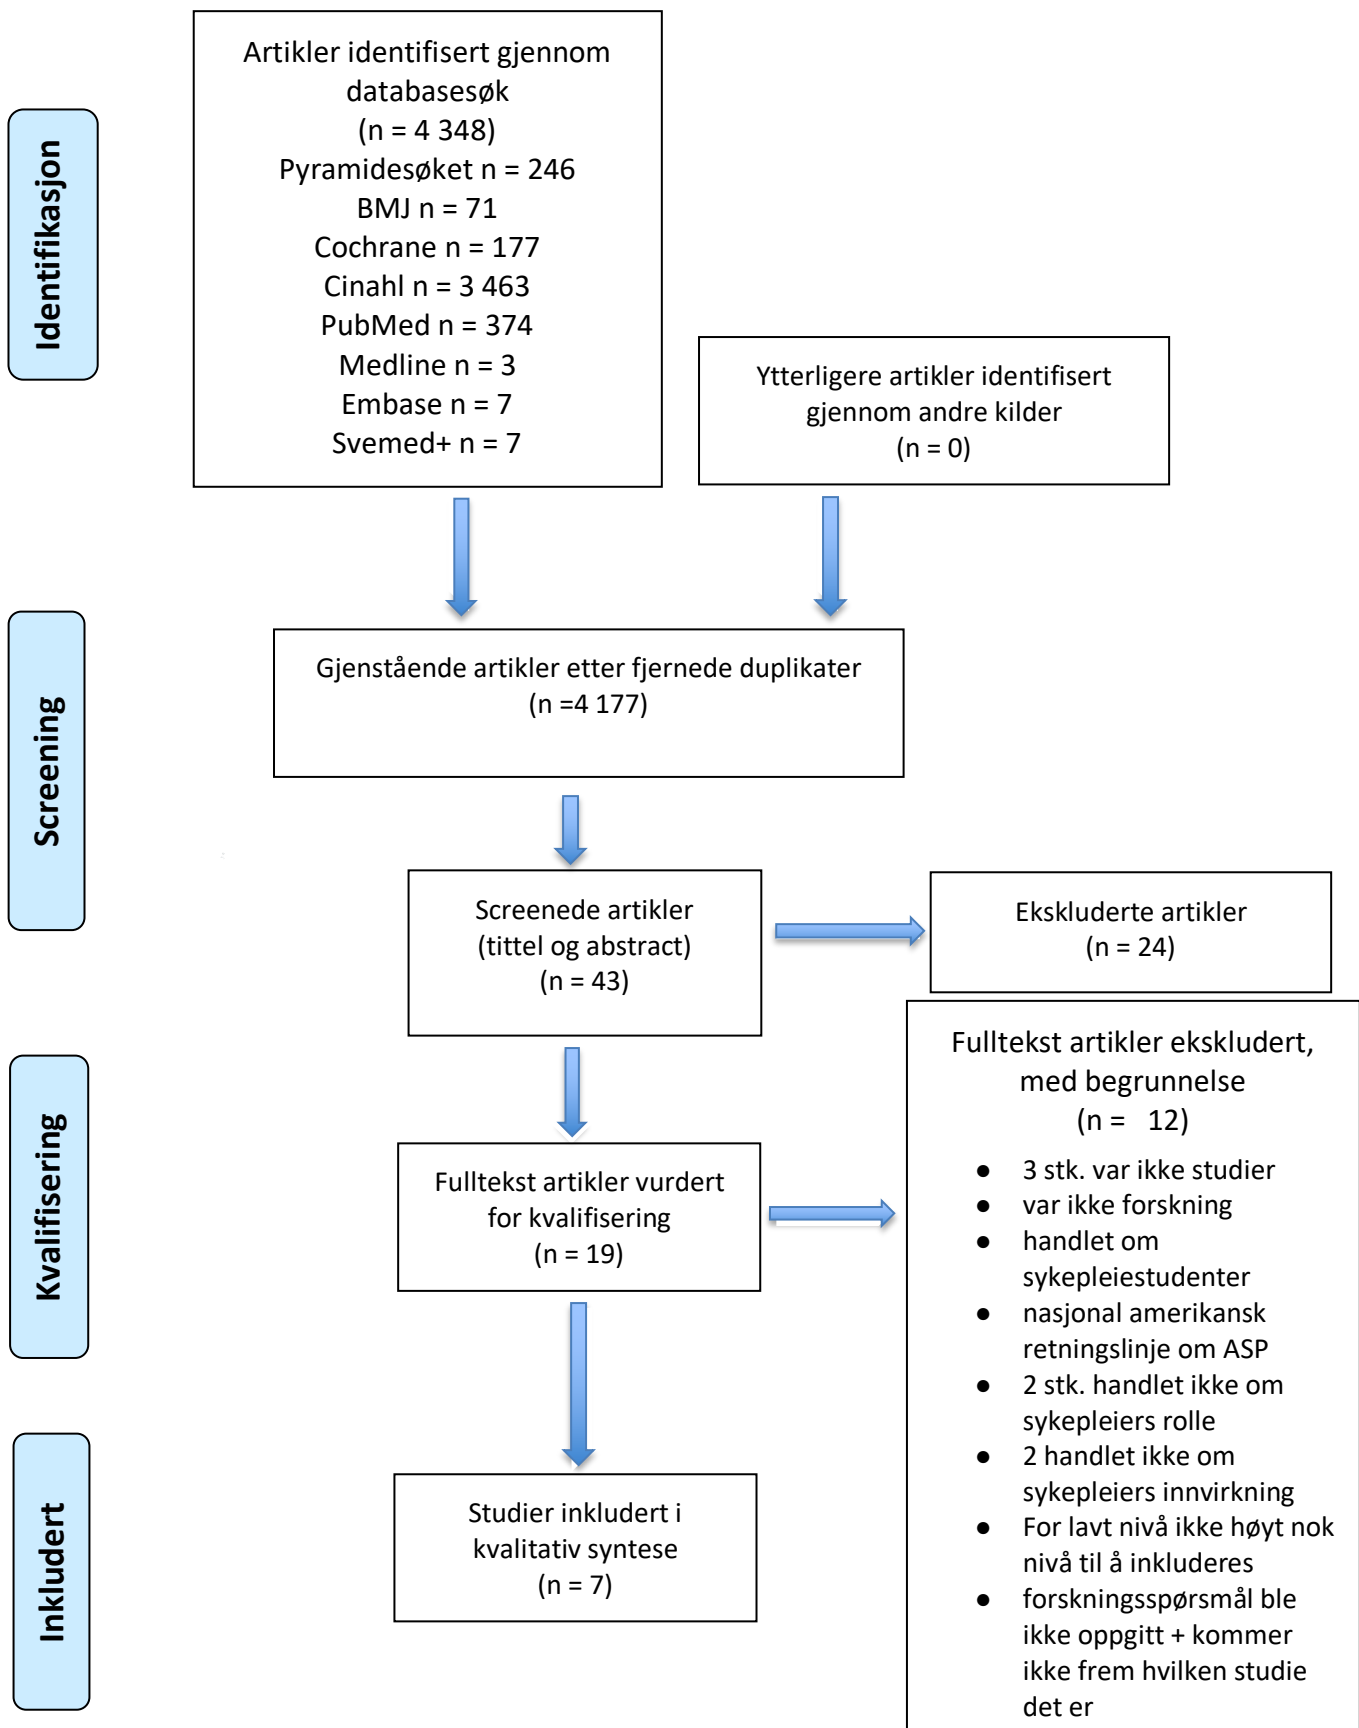 Identifikasjon
Artikler identifisert gjennom
databasesøk
(n = 4 348)
Pyramidesøket n = 246
BMJ n = 71
Cochrane n = 177
Cinahl n = 3 463
PubMed n = 374
Medline n = 3
Embase n = 7
Svemed+ n = 7
Ytterligere artikler identifisert
gjennom andre kilder
(n = 0)
Screening
Gjenstående artikler etter fjernede duplikater
(n =4 177)
Screenede artikler
(tittel og abstract)
(n = 43)
Ekskluderte artikler
(n = 24)
Kvalifisering
Fulltekst artikler vurdert
for kvalifisering
(n = 19)
Fulltekst artikler ekskludert,
med begrunnelse
(n = 12)
● 3 stk. var ikke studier
● var ikke forskning
● handlet om
sykepleiestudenter
● nasjonal amerikansk
retningslinje om ASP
● 2 stk. handlet ikke om
sykepleiers rolle
● 2 handlet ikke om
sykepleiers innvirkning
● For lavt nivå ikke høyt nok
nivå til å inkluderes
● forskningsspørsmål ble
ikke oppgitt + kommer
ikke frem hvilken studie
det er
Inkludert
Studier inkludert i
kvalitativ syntese
(n = 7)